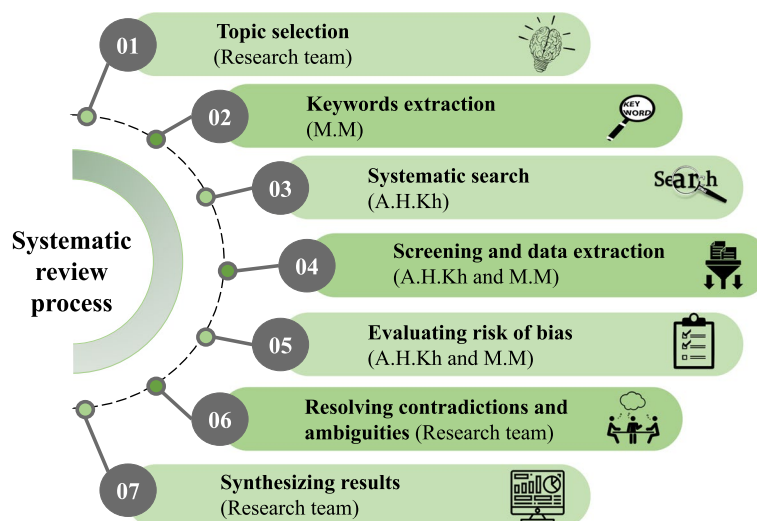 01
Topic selection
(Research team)
02
Keywords extraction
(M.M)
KEY
WORD
03
Systematic search
(A.H.Kh)
Search
Systematic
review
process
04
Screening and data extraction
(A.H.Kh and M.M)
05
Evaluating risk of bias
(A.H.Kh and M.M)
06
Resolving contradictions and
ambiguities (Research team)
07
Synthesizing results
(Research team)